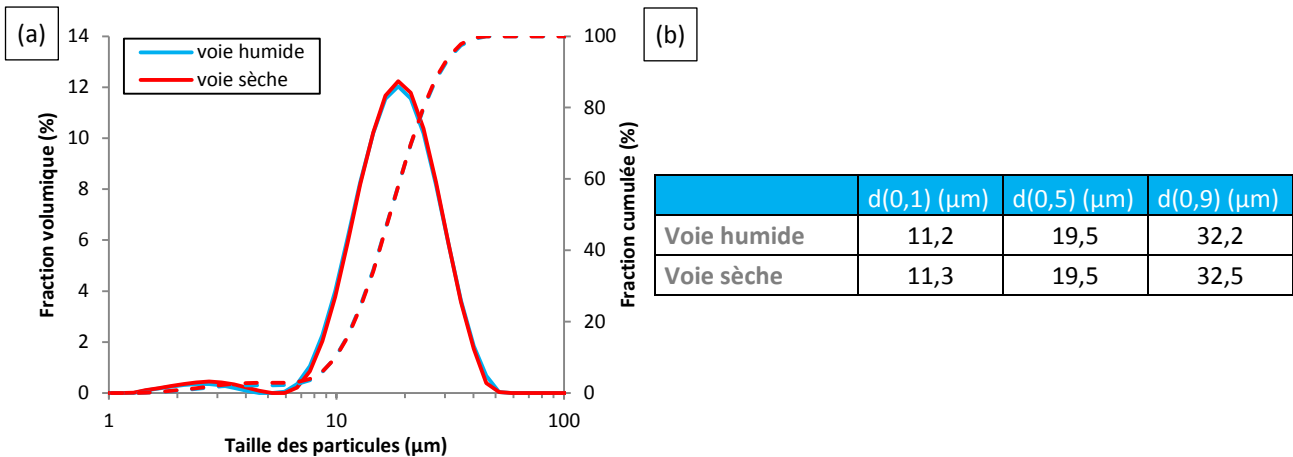 (a)
voie humide
voie sèche
Fraction volumique (%)
14
12
10
8
6
4
2
0
100
80
60
40
20
0
Fraction cumulée (%)
1 10 100
Taille des particules (µm)
(b)
d(0,1) (µm) d(0,5) (µm) d(0,9) (µm)
Voie humide 11,2 19,5 32,2
Voie sèche 11,3 19,5 32,5